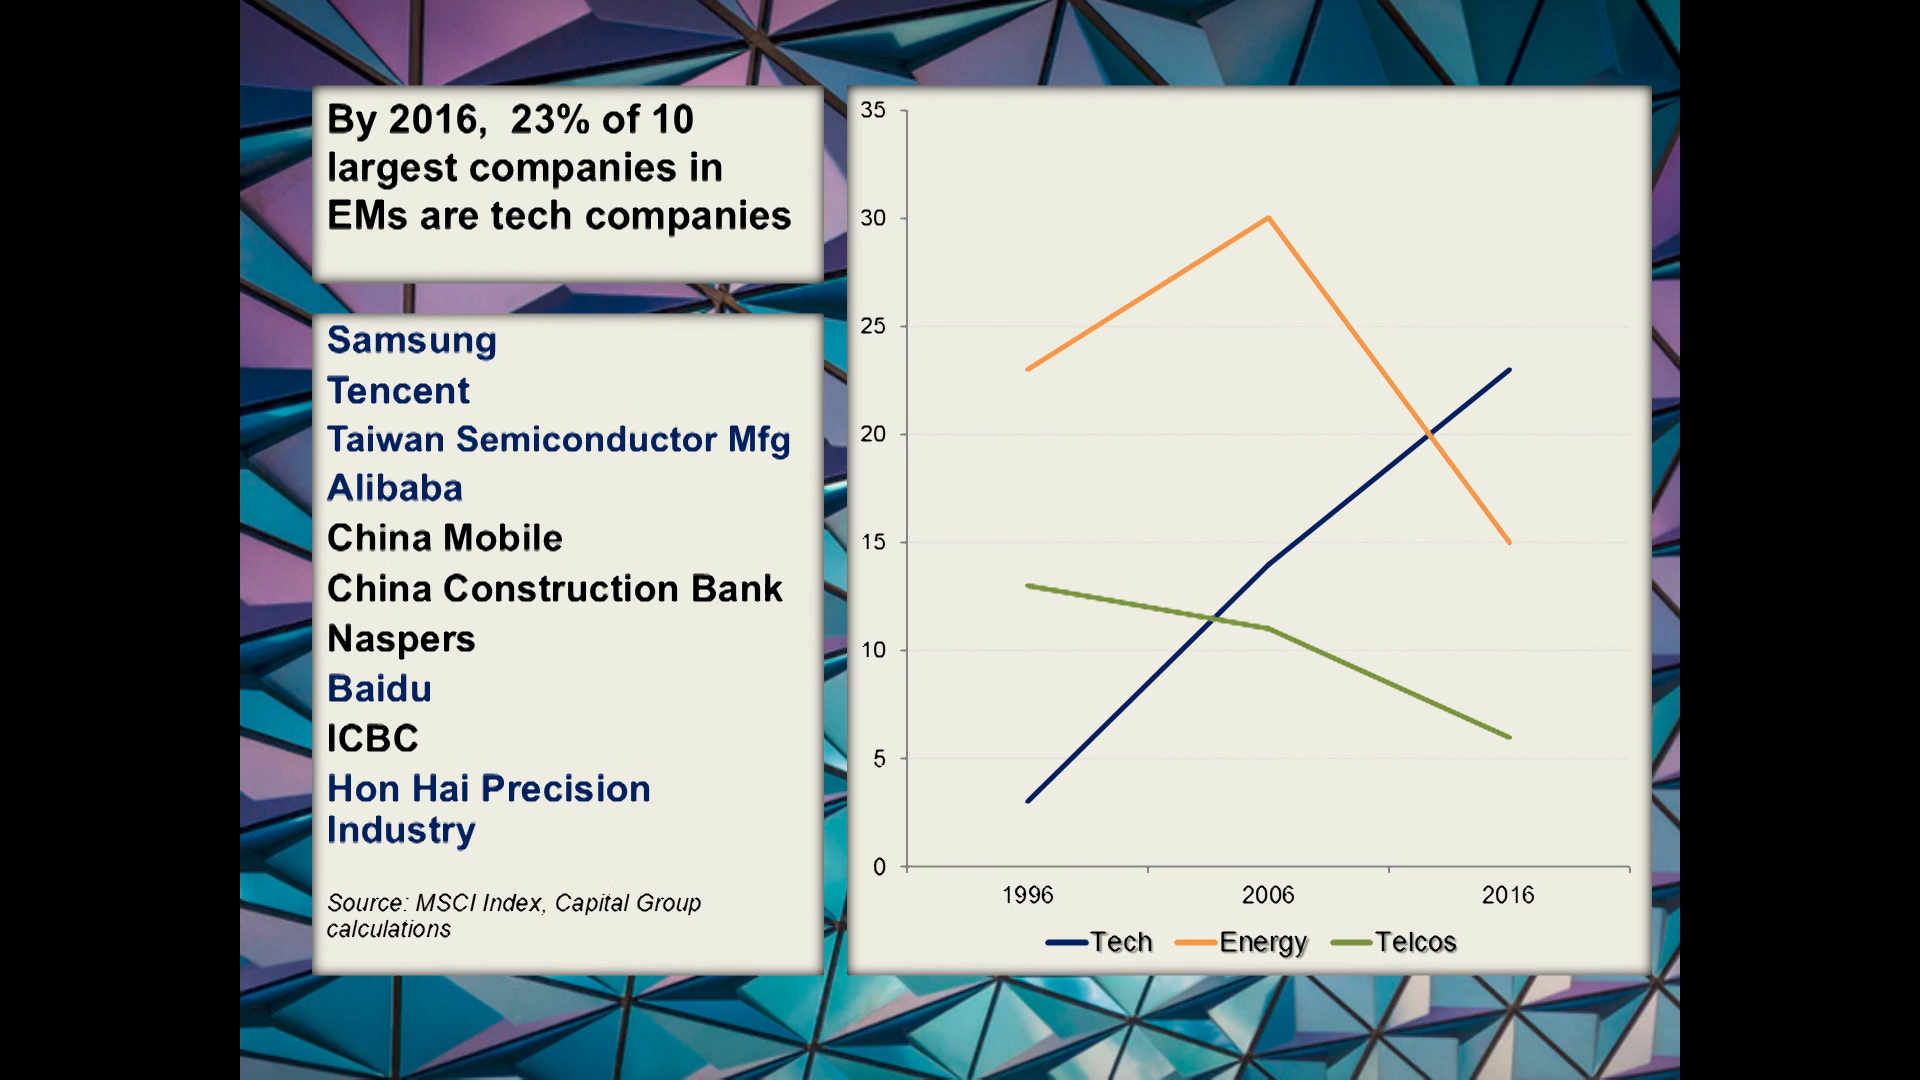 By 2016,  23% of 10
largest companies in
EMs are tech companies
Samsung
Tencent
Taiwan Semiconductor Mfg
Alibaba
China Mobile
China Construction Bank
Naspers
Baidu
ICBC
Hon Hai Precision
Industry
Source: MSCI Index, Capital Group
calculations
35
30
25
20
15
10
5
0
1996 2006 2016
Tech Energy Telcos